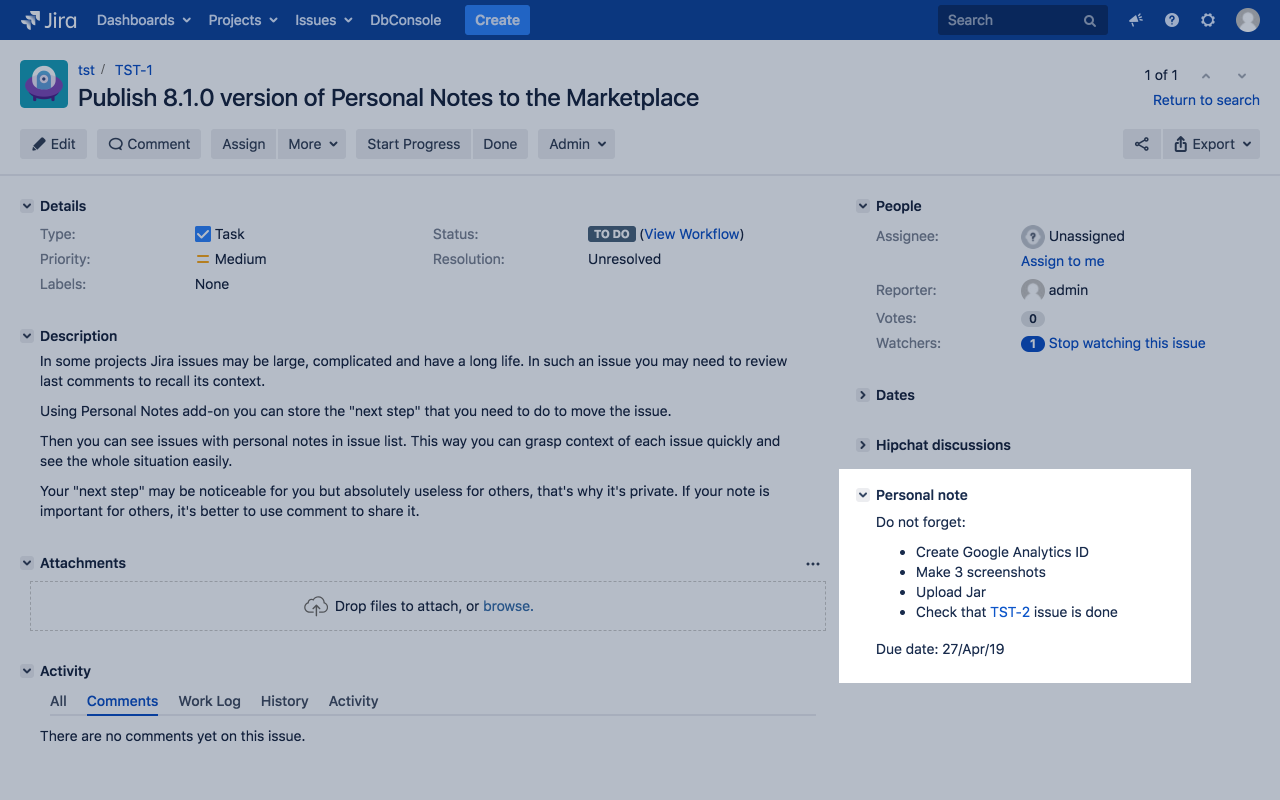 Jira Dashboards Projects Issues DbConsole Create Search
tst / TST-1
1 of 1
Publish 8.1.0 version of Personal Notes to the Marketplace
Return to search
Edit Comment Assign More Start Progress Done Admin Export
Details
Type: Task Status: TO DO (View Workflow)
Priority: Medium Resolution: Unresolved
Labels: None
Description
In some projects Jira issues may be large, complicated and have a long life. In such an issue you may need to review
last comments to recall its context.
Using Personal Notes add-on you can store the "next step" that you need to do to move the issue.
Then you can see issues with personal notes in issue list. This way you can grasp context of each issue quickly and
see the whole situation easily.
Your "next step" may be noticeable for you but absolutely useless for others, that's why it's private. If your note is
important for others, it's better to use comment to share it.
Attachments
Drop files to attach, or browse.
Activity
All Comments Work Log History Activity
There are no comments yet on this issue.
People
Assignee: Unassigned
Assign to me
Reporter: admin
Votes: 0
Watchers: 1 Stop watching this issue
Dates
Hipchat discussions
Personal note
Do not forget:
• Create Google Analytics ID
• Make 3 screenshots
• Upload Jar
• Check that TST-2 issue is done
Due date: 27/Apr/19